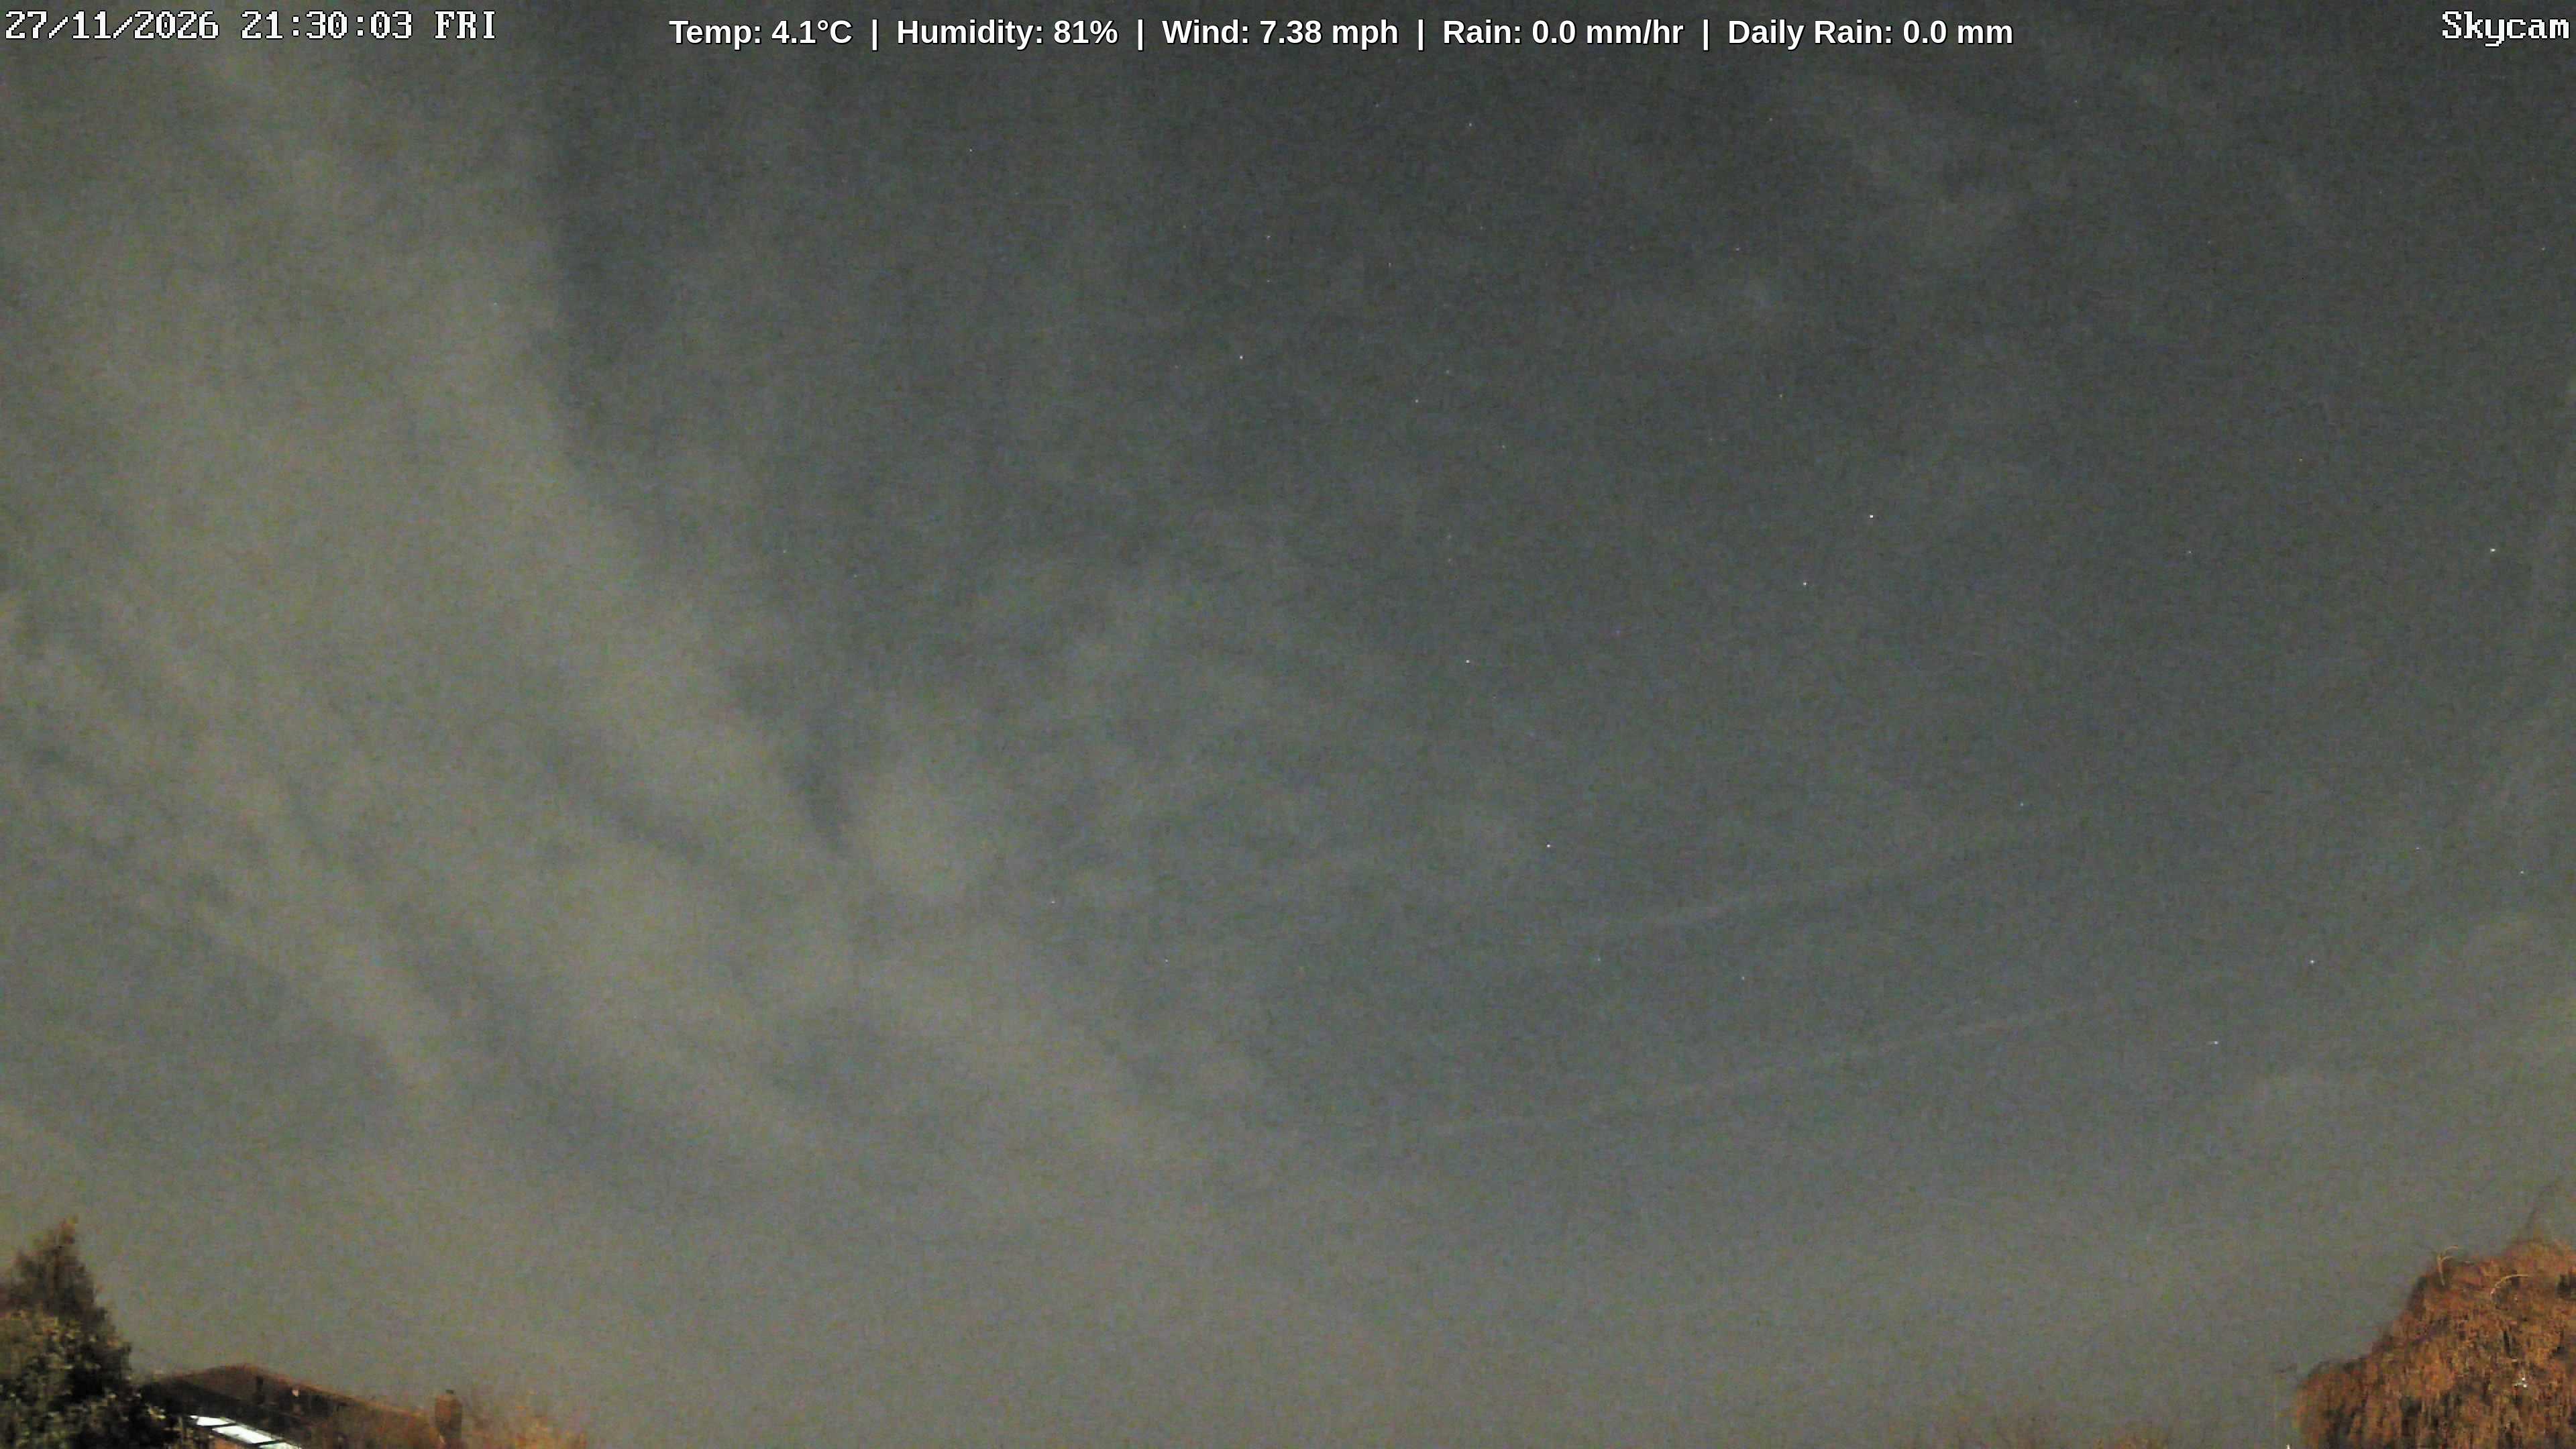 27/11/2026 21:30:03 FRI
Temp: 4.1°C | Humidity: 81% | Wind: 7.38 mph | Rain: 0.0 mm/hr | Daily Rain: 0.0 mm
Skycam